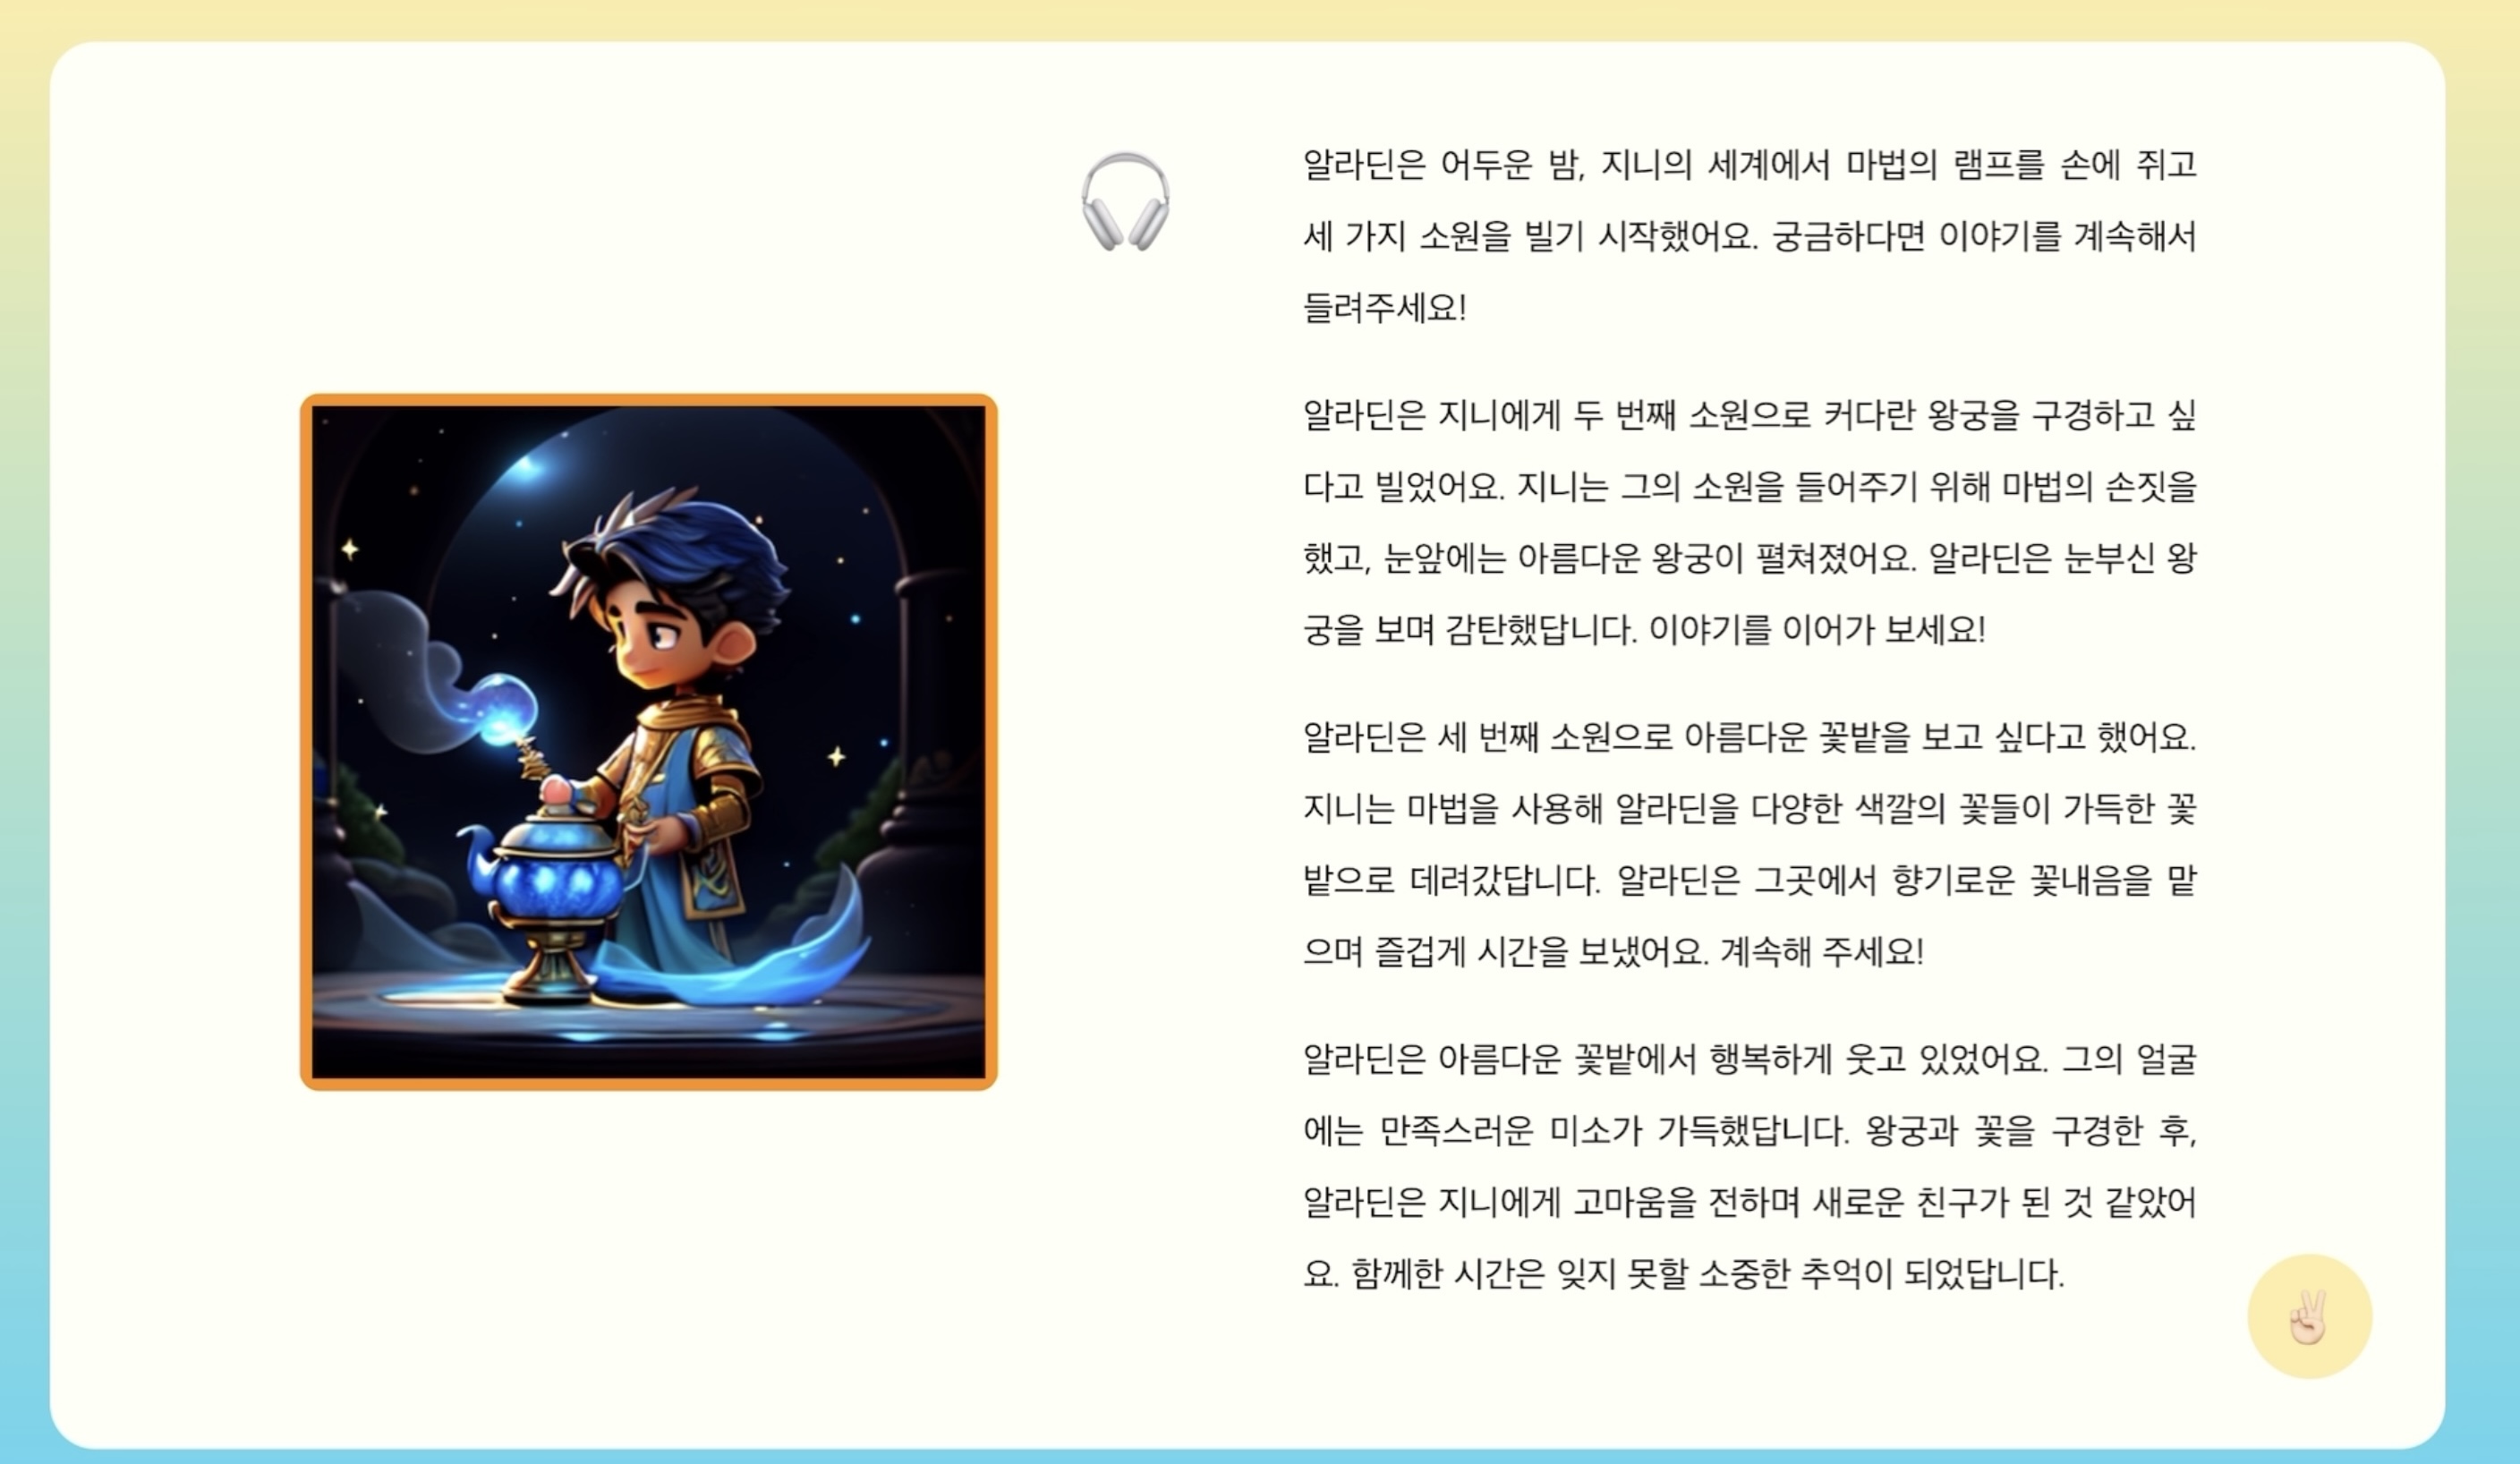 알라딘은 어두운 밤, 지니의 세계에서 마법의 램프를 손에 쥐고
세 가지 소원을 빌기 시작했어요. 궁금하다면 이야기를 계속해서
들려주세요!
알라딘은 지니에게 두 번째 소원으로 커다란 왕궁을 구경하고 싶
다고 빌었어요. 지니는 그의 소원을 들어주기 위해 마법의 손짓을
했고, 눈앞에는 아름다운 왕궁이 펼쳐졌어요. 알라딘은 눈부신 왕
궁을 보며 감탄했답니다. 이야기를 이어가 보세요!
알라딘은 세 번째 소원으로 아름다운 꽃밭을 보고 싶다고 했어요.
지니는 마법을 사용해 알라딘을 다양한 색깔의 꽃들이 가득한 꽃
밭으로 데려갔답니다. 알라딘은 그곳에서 향기로운 꽃내음을 맡
으며 즐겁게 시간을 보냈어요. 계속해 주세요!
알라딘은 아름다운 꽃밭에서 행복하게 웃고 있었어요. 그의 얼굴
에는 만족스러운 미소가 가득했답니다. 왕궁과 꽃을 구경한 후,
알라딘은 지니에게 고마움을 전하며 새로운 친구가 된 것 같았어
요. 함께한 시간은 잊지 못할 소중한 추억이 되었답니다.